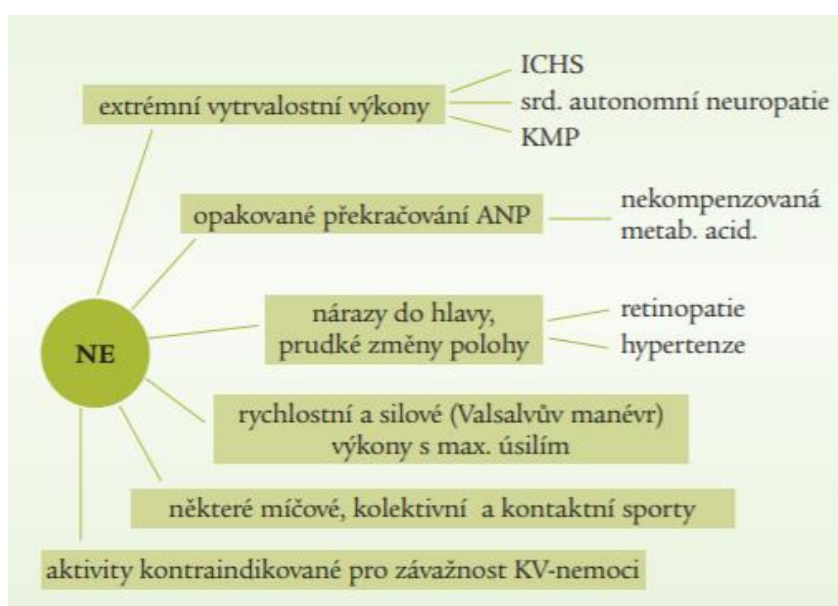 ICHS
extrémní vytrvalostní výkony
srd. autonomní neuropatie
KMP
opakované překračování ANP
nekompenzovaná
metab. acid.
nárazy do hlavy,
prudké změny polohy
retinopatie
hypertenze
NE
rychlostní a silové (Valsalvův manévr)
výkony s max. úsilím
některé míčové, kolektivní a kontaktní sporty
aktivity kontraindikované pro závažnost KV-nemoci